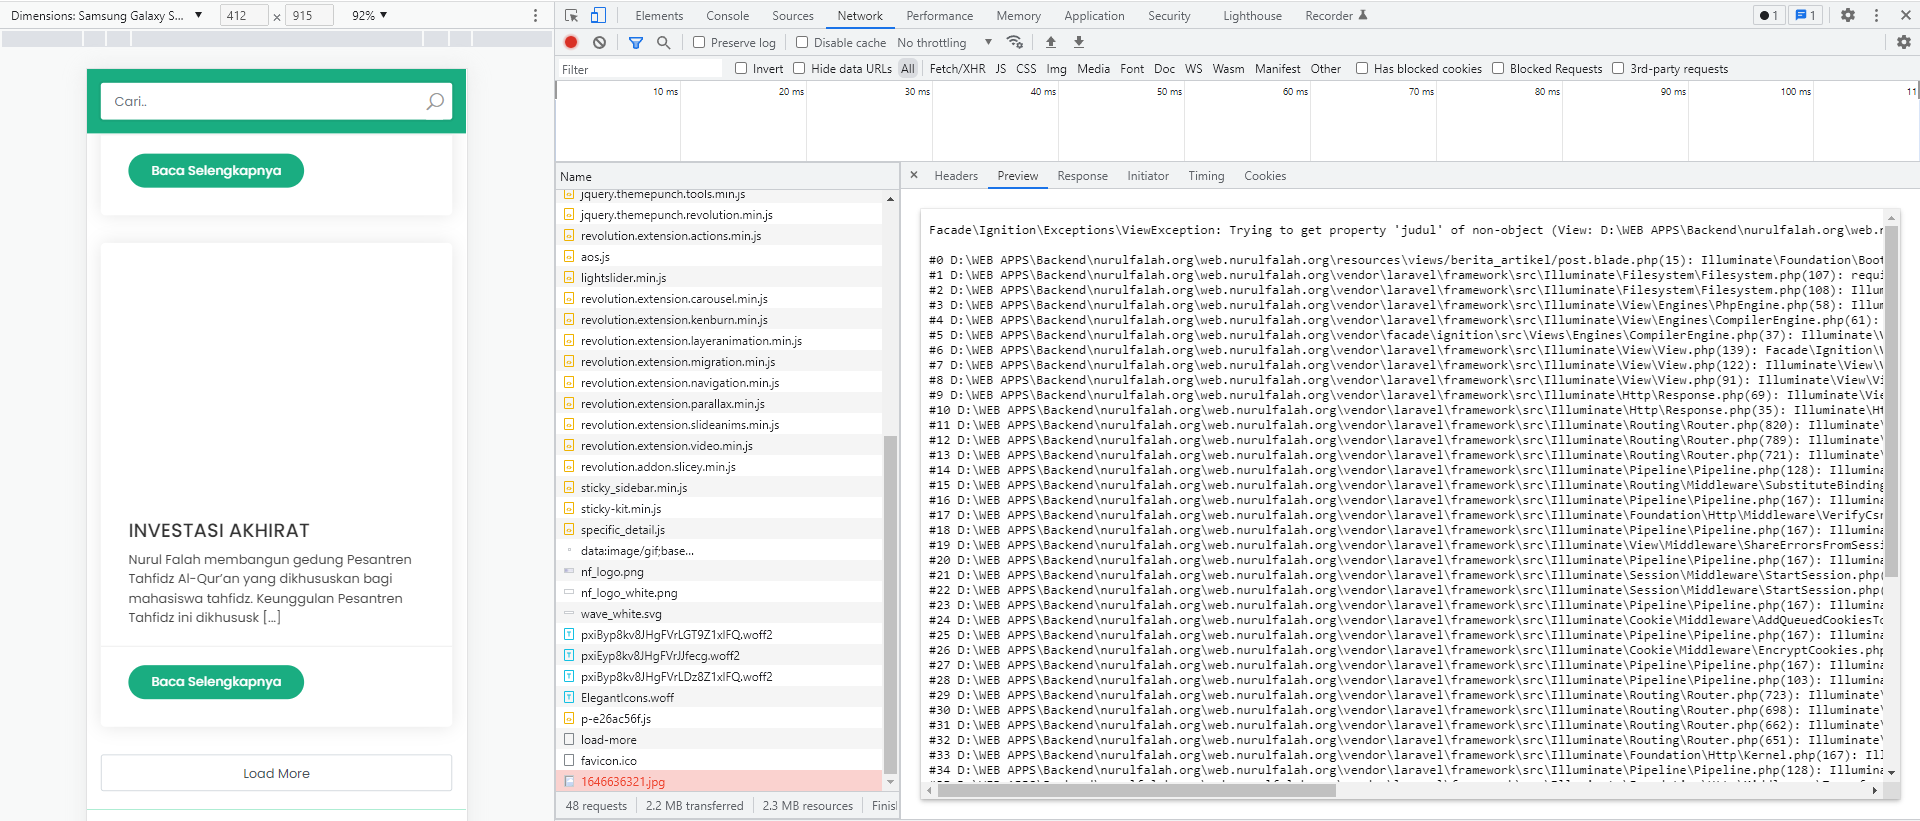 Dimensions: Samsung Galaxy S... ▼ 412 × 915 92% ▼
Elements Console Sources Network Performance Memory Application Security Lighthouse Recorder 1 1
Preserve log Disable cache No throttling
Filter Invert Hide data URLs All Fetch/XHR JS CSS Img Media Font Doc WS Wasm Manifest Other Has blocked cookies Blocked Requests 3rd-party requests
10 ms 20 ms 30 ms 40 ms 50 ms 60 ms 70 ms 80 ms 90 ms 100 ms 11
Cari..
Baca Selengkapnya
INVESTASI AKHIRAT
Nurul Falah membangun gedung Pesantren
Tahfidz Al-Qur’an yang dikhususkan bagi
mahasiswa tahfidz. Keunggulan Pesantren
Tahfidz ini dikhususk [...]
Baca Selengkapnya
Load More
Name
jquery.themepunch.tools.min.js
jquery.themepunch.revolution.min.js
revolution.extension.actions.min.js
aos.js
lightslider.min.js
revolution.extension.carousel.min.js
revolution.extension.kenburn.min.js
revolution.extension.layeranimation.min.js
revolution.extension.migration.min.js
revolution.extension.navigation.min.js
revolution.extension.parallax.min.js
revolution.extension.slideanims.min.js
revolution.extension.video.min.js
revolution.addon.slicey.min.js
sticky_sidebar.min.js
sticky-kit.min.js
specific_detail.js
data:image/gif;base...
nf_logo.png
nf_logo_white.png
wave_white.svg
pxiByp8kv8JHgFVrLGT9Z1xlFQ.woff2
pxiEyp8kv8JHgFVrJJfecg.woff2
pxiByp8kv8JHgFVrLDz8Z1xlFQ.woff2
ElegantIcons.woff
p-e26ac56f.js
load-more
favicon.ico
1646636321.jpg
48 requests 2.2 MB transferred 2.3 MB resources Finish
× Headers Preview Response Initiator Timing Cookies
Facade\Ignition\Exceptions\ViewException: Trying to get property 'judul' of non-object (View: D:\WEB APPS\Backend\nurulfalah.org\web.n
#0 D:\WEB APPS\Backend\nurulfalah.org\web.nurulfalah.org\resources\views/berita_artikel/post.blade.php(15): Illuminate\Foundation\Boot
#1 D:\WEB APPS\Backend\nurulfalah.org\web.nurulfalah.org\vendor\laravel\framework\src\Illuminate\Filesystem\Filesystem.php(107): requi
#2 D:\WEB APPS\Backend\nurulfalah.org\web.nurulfalah.org\vendor\laravel\framework\src\Illuminate\Filesystem\Filesystem.php(108): Illum
#3 D:\WEB APPS\Backend\nurulfalah.org\web.nurulfalah.org\vendor\laravel\framework\src\Illuminate\View\Engines\PhpEngine.php(58): Illum
#4 D:\WEB APPS\Backend\nurulfalah.org\web.nurulfalah.org\vendor\laravel\framework\src\Illuminate\View\Engines\CompilerEngine.php(61):
#5 D:\WEB APPS\Backend\nurulfalah.org\web.nurulfalah.org\vendor\facade\ignition\src\Views\Engines\CompilerEngine.php(37): Illuminate\V
#6 D:\WEB APPS\Backend\nurulfalah.org\web.nurulfalah.org\vendor\laravel\framework\src\Illuminate\View\View.php(139): Facade\Ignition\V
#7 D:\WEB APPS\Backend\nurulfalah.org\web.nurulfalah.org\vendor\laravel\framework\src\Illuminate\View\View.php(122): Illuminate\View\V
#8 D:\WEB APPS\Backend\nurulfalah.org\web.nurulfalah.org\vendor\laravel\framework\src\Illuminate\View\View.php(91): Illuminate\View\Vi
#9 D:\WEB APPS\Backend\nurulfalah.org\web.nurulfalah.org\vendor\laravel\framework\src\Illuminate\Http\Response.php(69): Illuminate\Vie
#10 D:\WEB APPS\Backend\nurulfalah.org\web.nurulfalah.org\vendor\laravel\framework\src\Illuminate\Http\Response.php(35): Illuminate\Ht
#11 D:\WEB APPS\Backend\nurulfalah.org\web.nurulfalah.org\vendor\laravel\framework\src\Illuminate\Routing\Router.php(820): Illuminate\
#12 D:\WEB APPS\Backend\nurulfalah.org\web.nurulfalah.org\vendor\laravel\framework\src\Illuminate\Routing\Router.php(789): Illuminate\
#13 D:\WEB APPS\Backend\nurulfalah.org\web.nurulfalah.org\vendor\laravel\framework\src\Illuminate\Routing\Router.php(721): Illuminate\
#14 D:\WEB APPS\Backend\nurulfalah.org\web.nurulfalah.org\vendor\laravel\framework\src\Illuminate\Pipeline\Pipeline.php(128): Illumina
#15 D:\WEB APPS\Backend\nurulfalah.org\web.nurulfalah.org\vendor\laravel\framework\src\Illuminate\Routing\Middleware\SubstituteBinding
#16 D:\WEB APPS\Backend\nurulfalah.org\web.nurulfalah.org\vendor\laravel\framework\src\Illuminate\Pipeline\Pipeline.php(167): Illumina
#17 D:\WEB APPS\Backend\nurulfalah.org\web.nurulfalah.org\vendor\laravel\framework\src\Illuminate\Foundation\Http\Middleware\VerifyCsr
#18 D:\WEB APPS\Backend\nurulfalah.org\web.nurulfalah.org\vendor\laravel\framework\src\Illuminate\Pipeline\Pipeline.php(167): Illumina
#19 D:\WEB APPS\Backend\nurulfalah.org\web.nurulfalah.org\vendor\laravel\framework\src\Illuminate\View\Middleware\ShareErrorsFromSessi
#20 D:\WEB APPS\Backend\nurulfalah.org\web.nurulfalah.org\vendor\laravel\framework\src\Illuminate\Pipeline\Pipeline.php(167): Illumina
#21 D:\WEB APPS\Backend\nurulfalah.org\web.nurulfalah.org\vendor\laravel\framework\src\Illuminate\Session\Middleware\StartSession.php(
#22 D:\WEB APPS\Backend\nurulfalah.org\web.nurulfalah.org\vendor\laravel\framework\src\Illuminate\Session\Middleware\StartSession.php(
#23 D:\WEB APPS\Backend\nurulfalah.org\web.nurulfalah.org\vendor\laravel\framework\src\Illuminate\Pipeline\Pipeline.php(167): Illumina
#24 D:\WEB APPS\Backend\nurulfalah.org\web.nurulfalah.org\vendor\laravel\framework\src\Illuminate\Cookie\Middleware\AddQueuedCookiesTo
#25 D:\WEB APPS\Backend\nurulfalah.org\web.nurulfalah.org\vendor\laravel\framework\src\Illuminate\Pipeline\Pipeline.php(167): Illumina
#26 D:\WEB APPS\Backend\nurulfalah.org\web.nurulfalah.org\vendor\laravel\framework\src\Illuminate\Cookie\Middleware\EncryptCookies.php
#27 D:\WEB APPS\Backend\nurulfalah.org\web.nurulfalah.org\vendor\laravel\framework\src\Illuminate\Pipeline\Pipeline.php(167): Illumina
#28 D:\WEB APPS\Backend\nurulfalah.org\web.nurulfalah.org\vendor\laravel\framework\src\Illuminate\Pipeline\Pipeline.php(103): Illumina
#29 D:\WEB APPS\Backend\nurulfalah.org\web.nurulfalah.org\vendor\laravel\framework\src\Illuminate\Routing\Router.php(723): Illuminate\
#30 D:\WEB APPS\Backend\nurulfalah.org\web.nurulfalah.org\vendor\laravel\framework\src\Illuminate\Routing\Router.php(698): Illuminate\
#31 D:\WEB APPS\Backend\nurulfalah.org\web.nurulfalah.org\vendor\laravel\framework\src\Illuminate\Routing\Router.php(662): Illuminate\
#32 D:\WEB APPS\Backend\nurulfalah.org\web.nurulfalah.org\vendor\laravel\framework\src\Illuminate\Routing\Router.php(651): Illuminate\
#33 D:\WEB APPS\Backend\nurulfalah.org\web.nurulfalah.org\vendor\laravel\framework\src\Illuminate\Foundation\Http\Kernel.php(167): Ill
#34 D:\WEB APPS\Backend\nurulfalah.org\web.nurulfalah.org\vendor\laravel\framework\src\Illuminate\Pipeline\Pipeline.php(128): Illumina